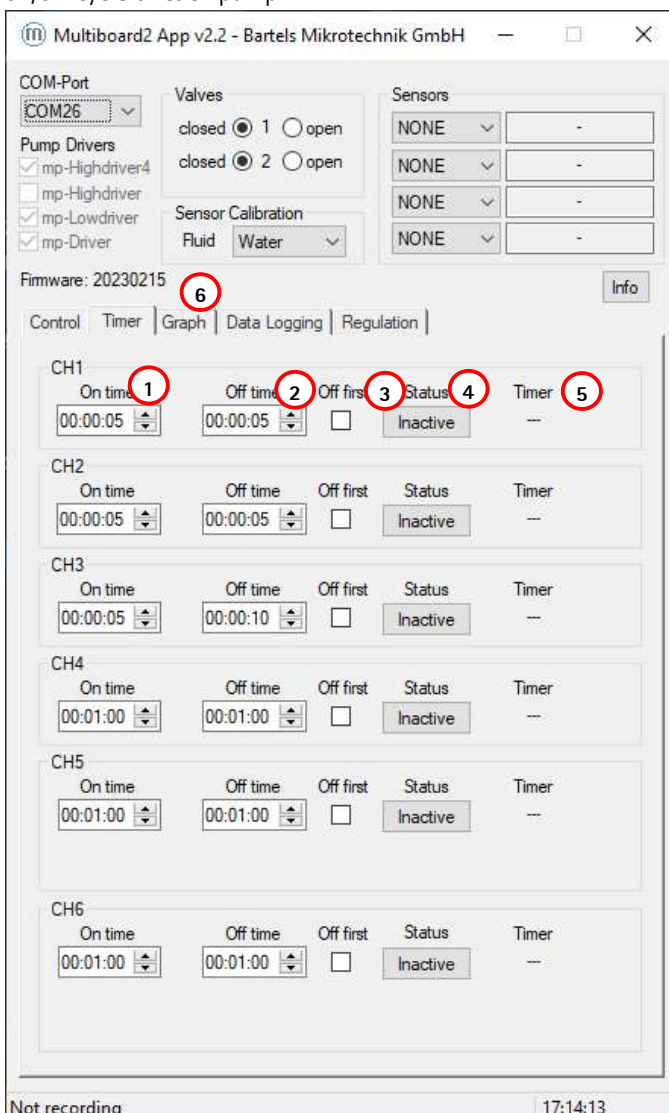 Multiboard2 App v2.2 - Bartels Mikrotechnik GmbH
COM-Port
COM26
Pump Drivers
mp-Highdriver4
mp-Highdriver
mp-Lowdriver
mp-Driver
Valves
closed 1 open
closed 2 open
Sensor Calibration
Fluid Water
Sensors
NONE -
NONE -
NONE -
NONE -
Firmware: 20230215
Info
6
Control Timer Graph Data Logging Regulation
CH1
On time 1 Off time 2 Off first 3 Status 4 Timer 5
00:00:05 00:00:05 Inactive ---
CH2
On time Off time Off first Status Timer
00:00:05 00:00:05 Inactive ---
CH3
On time Off time Off first Status Timer
00:00:05 00:00:10 Inactive ---
CH4
On time Off time Off first Status Timer
00:01:00 00:01:00 Inactive ---
CH5
On time Off time Off first Status Timer
00:01:00 00:01:00 Inactive ---
CH6
On time Off time Off first Status Timer
00:01:00 00:01:00 Inactive ---
Not recording 17:14:13